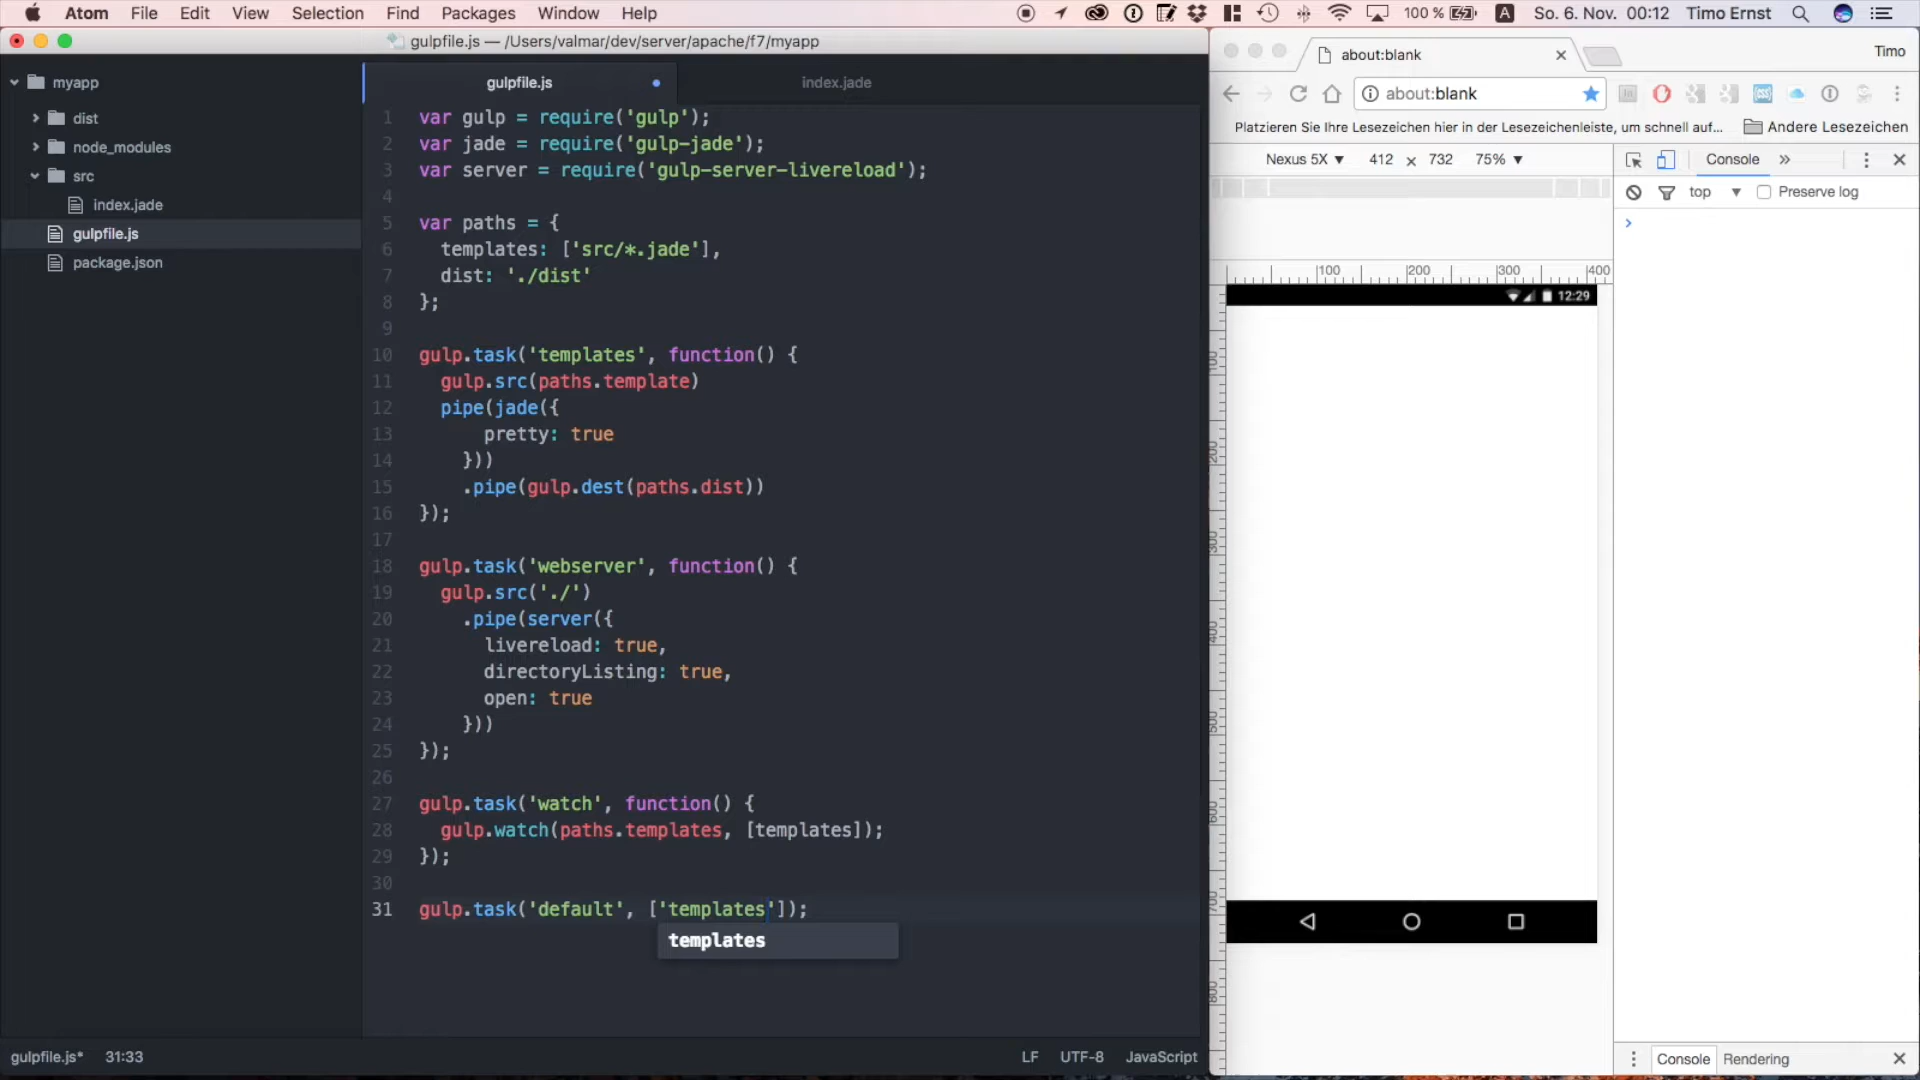 Atom File Edit View Selection Find Packages Window Help 100 % A So. 6. Nov. 00:12 Timo Ernst
gulpfile.js — /Users/valmar/dev/server/apache/f7/myapp
myapp
dist
node_modules
src
index.jade
gulpfile.js
package.json
gulpfile.js index.jade
1 var gulp = require('gulp');
2 var jade = require('gulp-jade');
3 var server = require('gulp-server-livereload');
4
5 var paths = {
6 templates: ['src/*.jade'],
7 dist: './dist'
8 };
9
10 gulp.task('templates', function() {
11 gulp.src(paths.template)
12 pipe(jade({
13 pretty: true
14 }))
15 .pipe(gulp.dest(paths.dist))
16 });
17
18 gulp.task('webserver', function() {
19 gulp.src('./')
20 .pipe(server({
21 livereload: true,
22 directoryListing: true,
23 open: true
24 }))
25 });
26
27 gulp.task('watch', function() {
28 gulp.watch(paths.templates, [templates]);
29 });
30
31 gulp.task('default', ['templates']);
templates
gulpfile.js* 31:33 LF UTF-8 JavaScript
about:blank Timo
about:blank
Platzieren Sie Ihre Lesezeichen hier in der Lesezeichenleiste, um schnell auf... Andere Lesezeichen
Nexus 5X ▼ 412 × 732 75% ▼
Console »
top ▼ Preserve log
100 200 300 400
12:29
100
200
300
400
500
600
700
800
Console Rendering